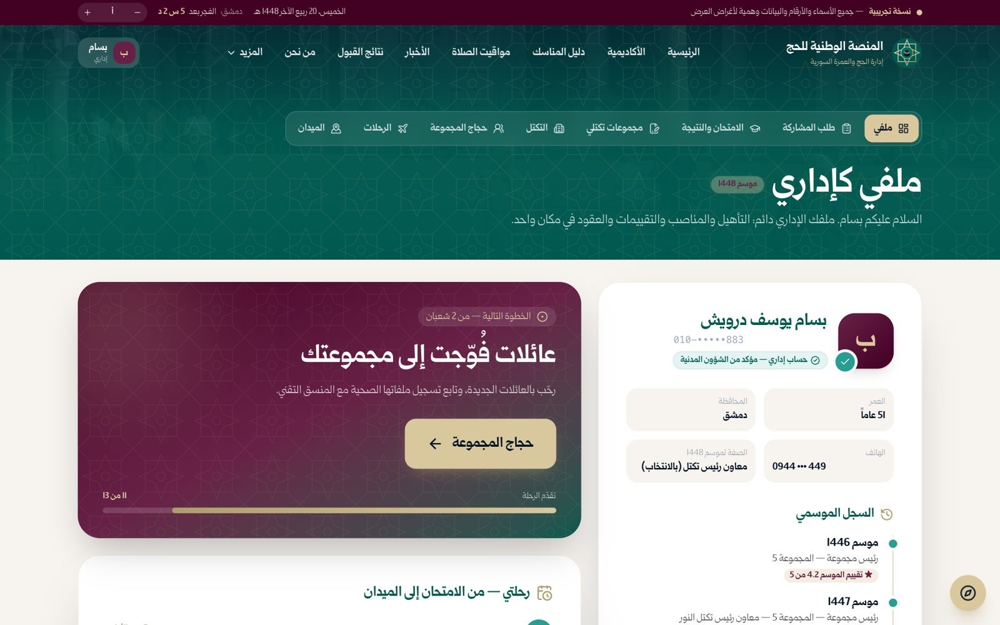 نسخة تجريبية — جميع الأسماء والأرقام والبيانات وهمية لأغراض العرض
الخميس، 20 ربيع الآخر 1448 هـ دمشق: الفجر بعد 5 س 2 د
− أ +
المنصة الوطنية للحج
إدارة الحج والعمرة السورية
الرئيسية الأكاديمية دليل المناسك مواقيت الصلاة الأخبار نتائج القبول من نحن المزيد
ب بسام
إداري
ملفي طلب المشاركة الامتحان والنتيجة مجموعات تكتلي التكتل حجاج المجموعة الرحلات الميدان
ملفي كإداري موسم 1448
السلام عليكم بسام. ملفك الإداري دائم: التأهيل والمناصب والتقييمات والعقود في مكان واحد.
ب
بسام يوسف درويش
010-•••••883
حساب إداري — مؤكد من الشؤون المدنية
العمر
51 عاماً
المحافظة
دمشق
الهاتف
0944 ••• 449
الصفة لموسم 1448
معاون رئيس تكتل (بالانتخاب)
السجل الموسمي
موسم 1446
رئيس مجموعة — المجموعة 5
★ تقييم الموسم 4.2 من 5
موسم 1447
رئيس مجموعة — المجموعة 5 — معاون رئيس تكتل النور
الخطوة التالية — من 2 شعبان
عائلات فُوّجت إلى مجموعتك
رحّب بالعائلات الجديدة، وتابع تسجيل ملفاتها الصحية مع المنسق التقني.
حجاج المجموعة ←
تقدّم الرحلة
11 من 13
رحلتي — من الامتحان إلى الميدان